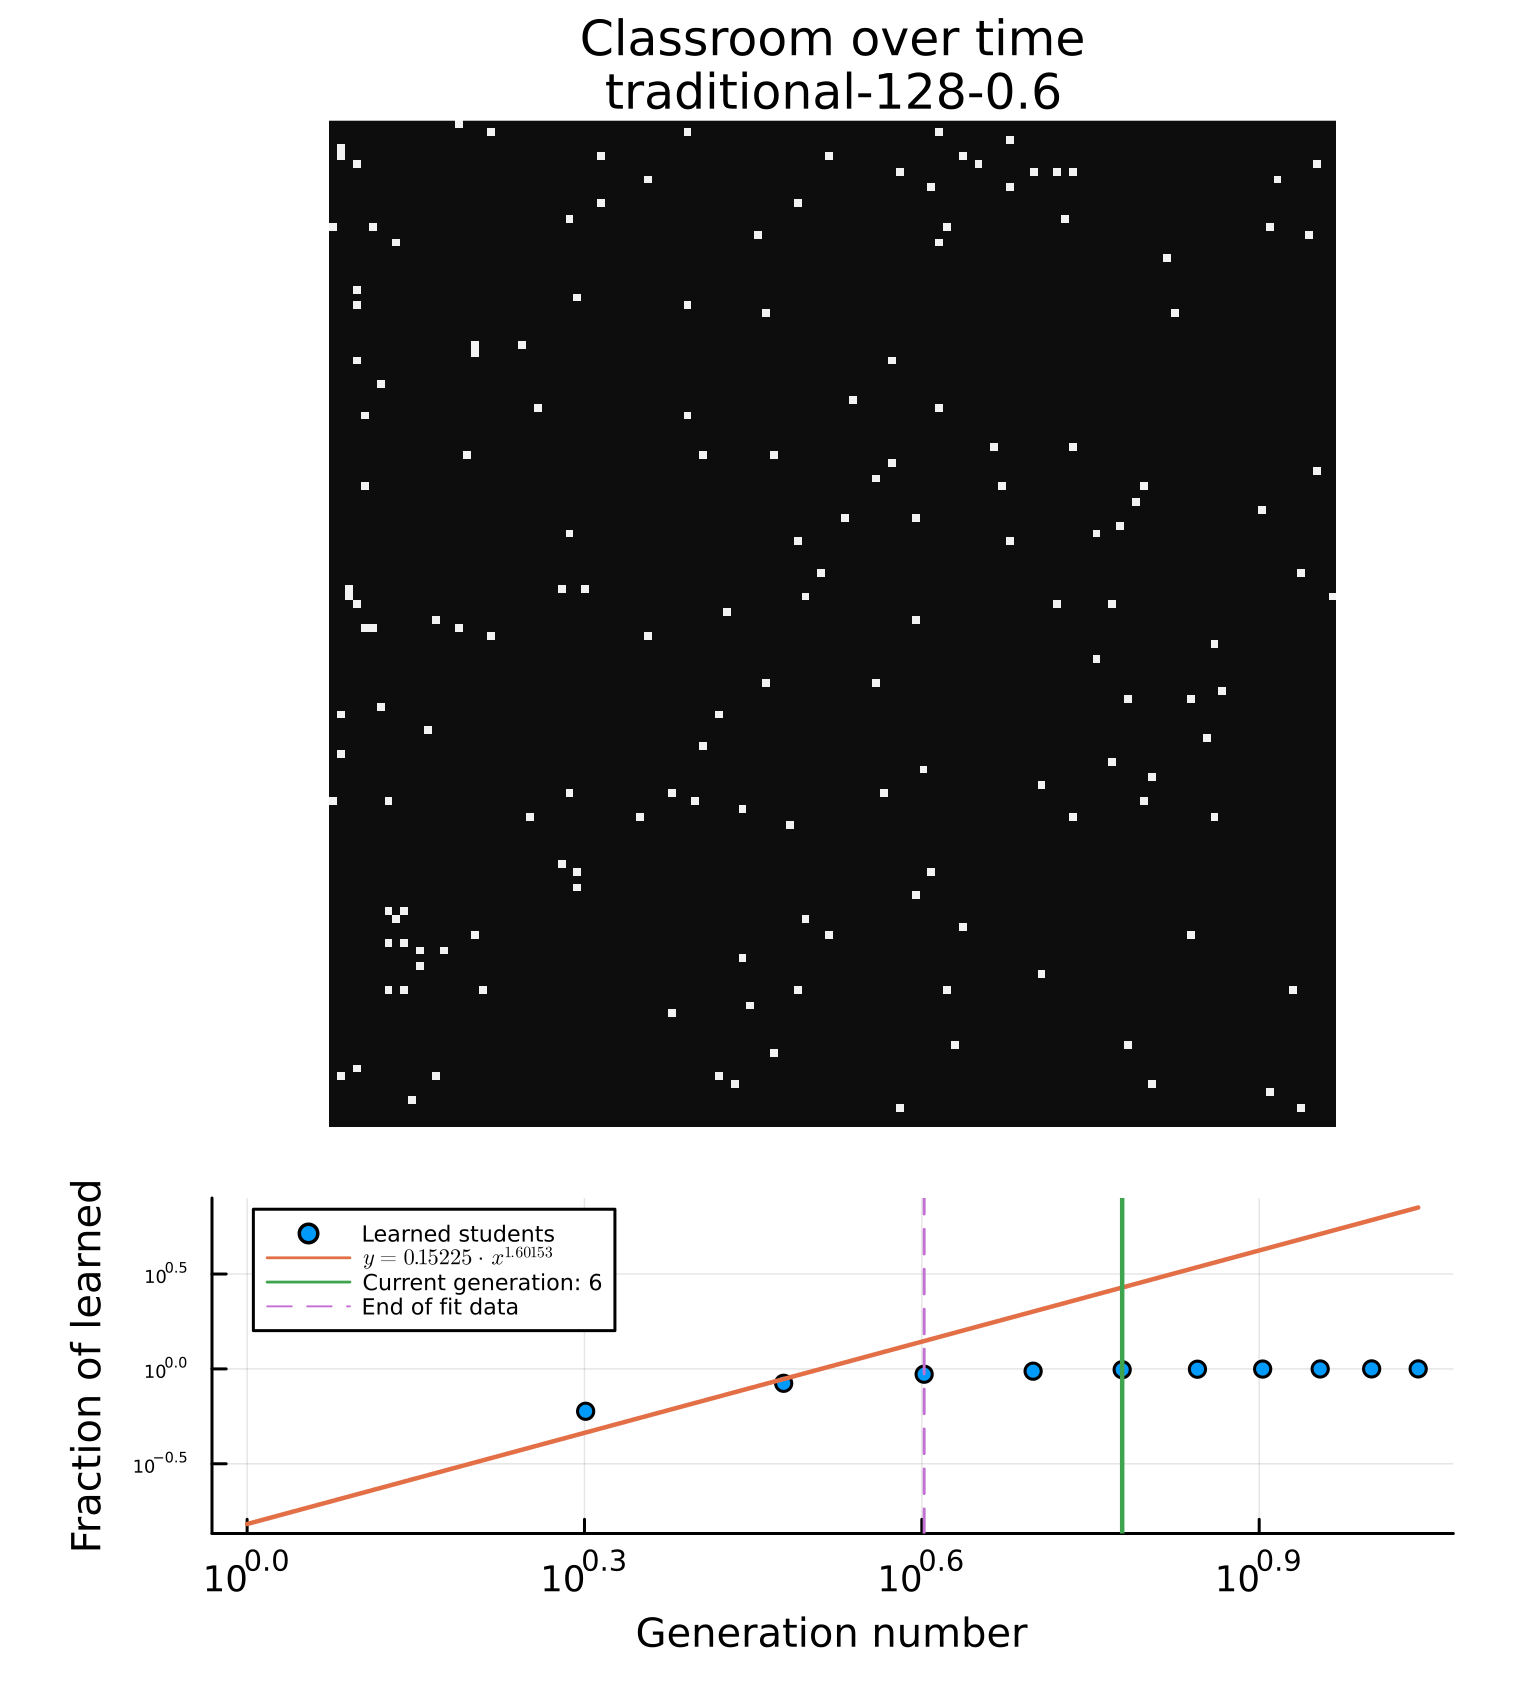 Classroom over time
traditional-128-0.6
Fraction of learned
Learned students
y = 0.15225 · x^1.60153
Current generation: 6
End of fit data
10^0.5
10^0.0
10^−0.5
10^0.0 10^0.3 10^0.6 10^0.9
Generation number